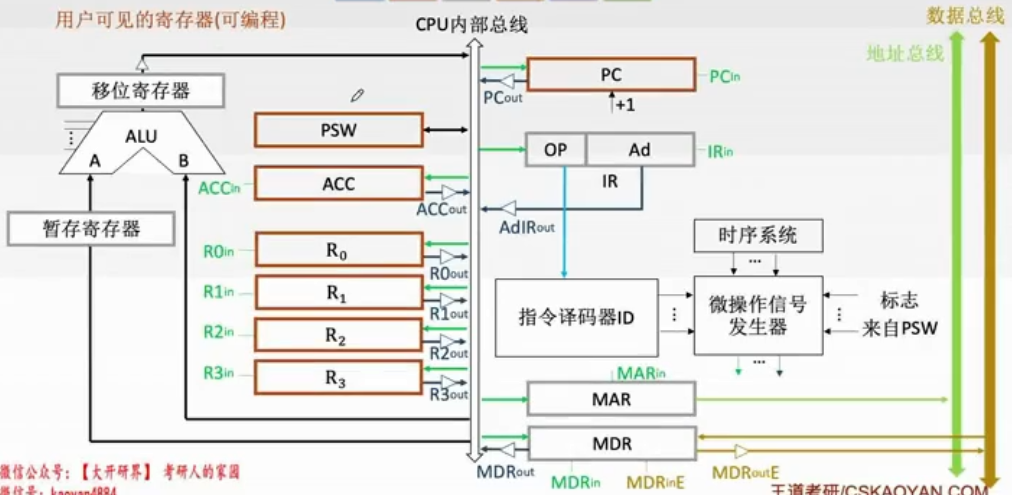 用户可见的寄存器(可编程)
CPU内部总线
数据总线
地址总线
移位寄存器
ALU
A
B
暂存寄存器
PSW
ACCin
ACC
ACCout
R0in
R0
R0out
R1in
R1
R1out
R2in
R2
R2out
R3in
R3
R3out
PC
PCin
PCout
+1
OP
Ad
IRin
IR
AdIRout
时序系统
...
指令译码器ID
...
微操作信号
发生器
...
标志
来自PSW
...
MARin
MAR
MDR
MDRout
MDRin
MDRinE
MDRoutE
微信公众号:【大开研界】 考研人的家园
微信号: kaoyan4884
王道考研/CSKAOYAN.COM